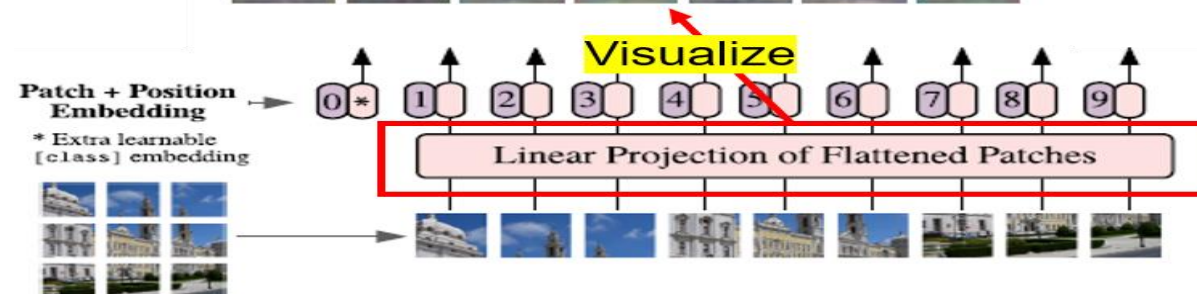 Visualize
Patch + Position
Embedding
* Extra learnable
[class] embedding
0 * 1 2 3 4 5 6 7 8 9
Linear Projection of Flattened Patches